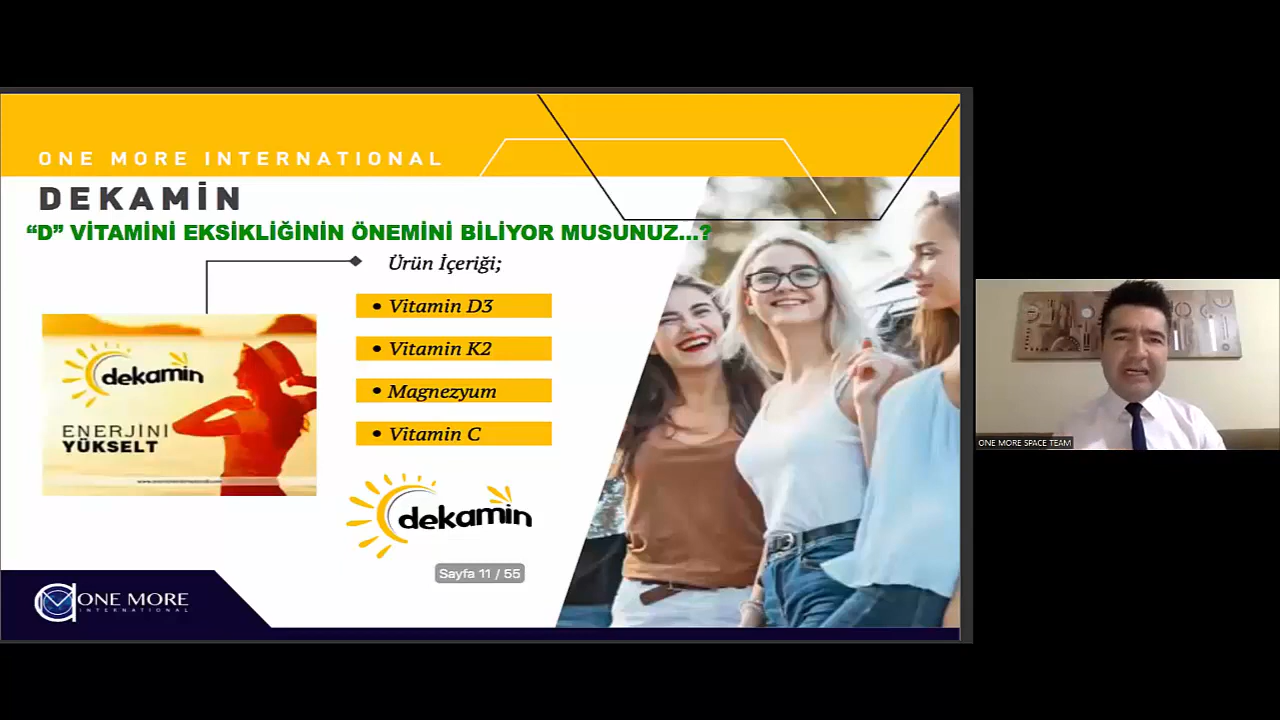 ONE MORE INTERNATIONAL
DEKAMİN
“D” VİTAMİNİ EKSİKLİĞİNİN ÖNEMİNİ BİLİYOR MUSUNUZ...?
Ürün İçeriği;
• Vitamin D3
• Vitamin K2
• Magnezyum
• Vitamin C
dekamin
ENERJİNİ
YÜKSELT
dekamin
Sayfa 11 / 55
ONE MORE
INTERNATIONAL
ONE MORE SPACE TEAM